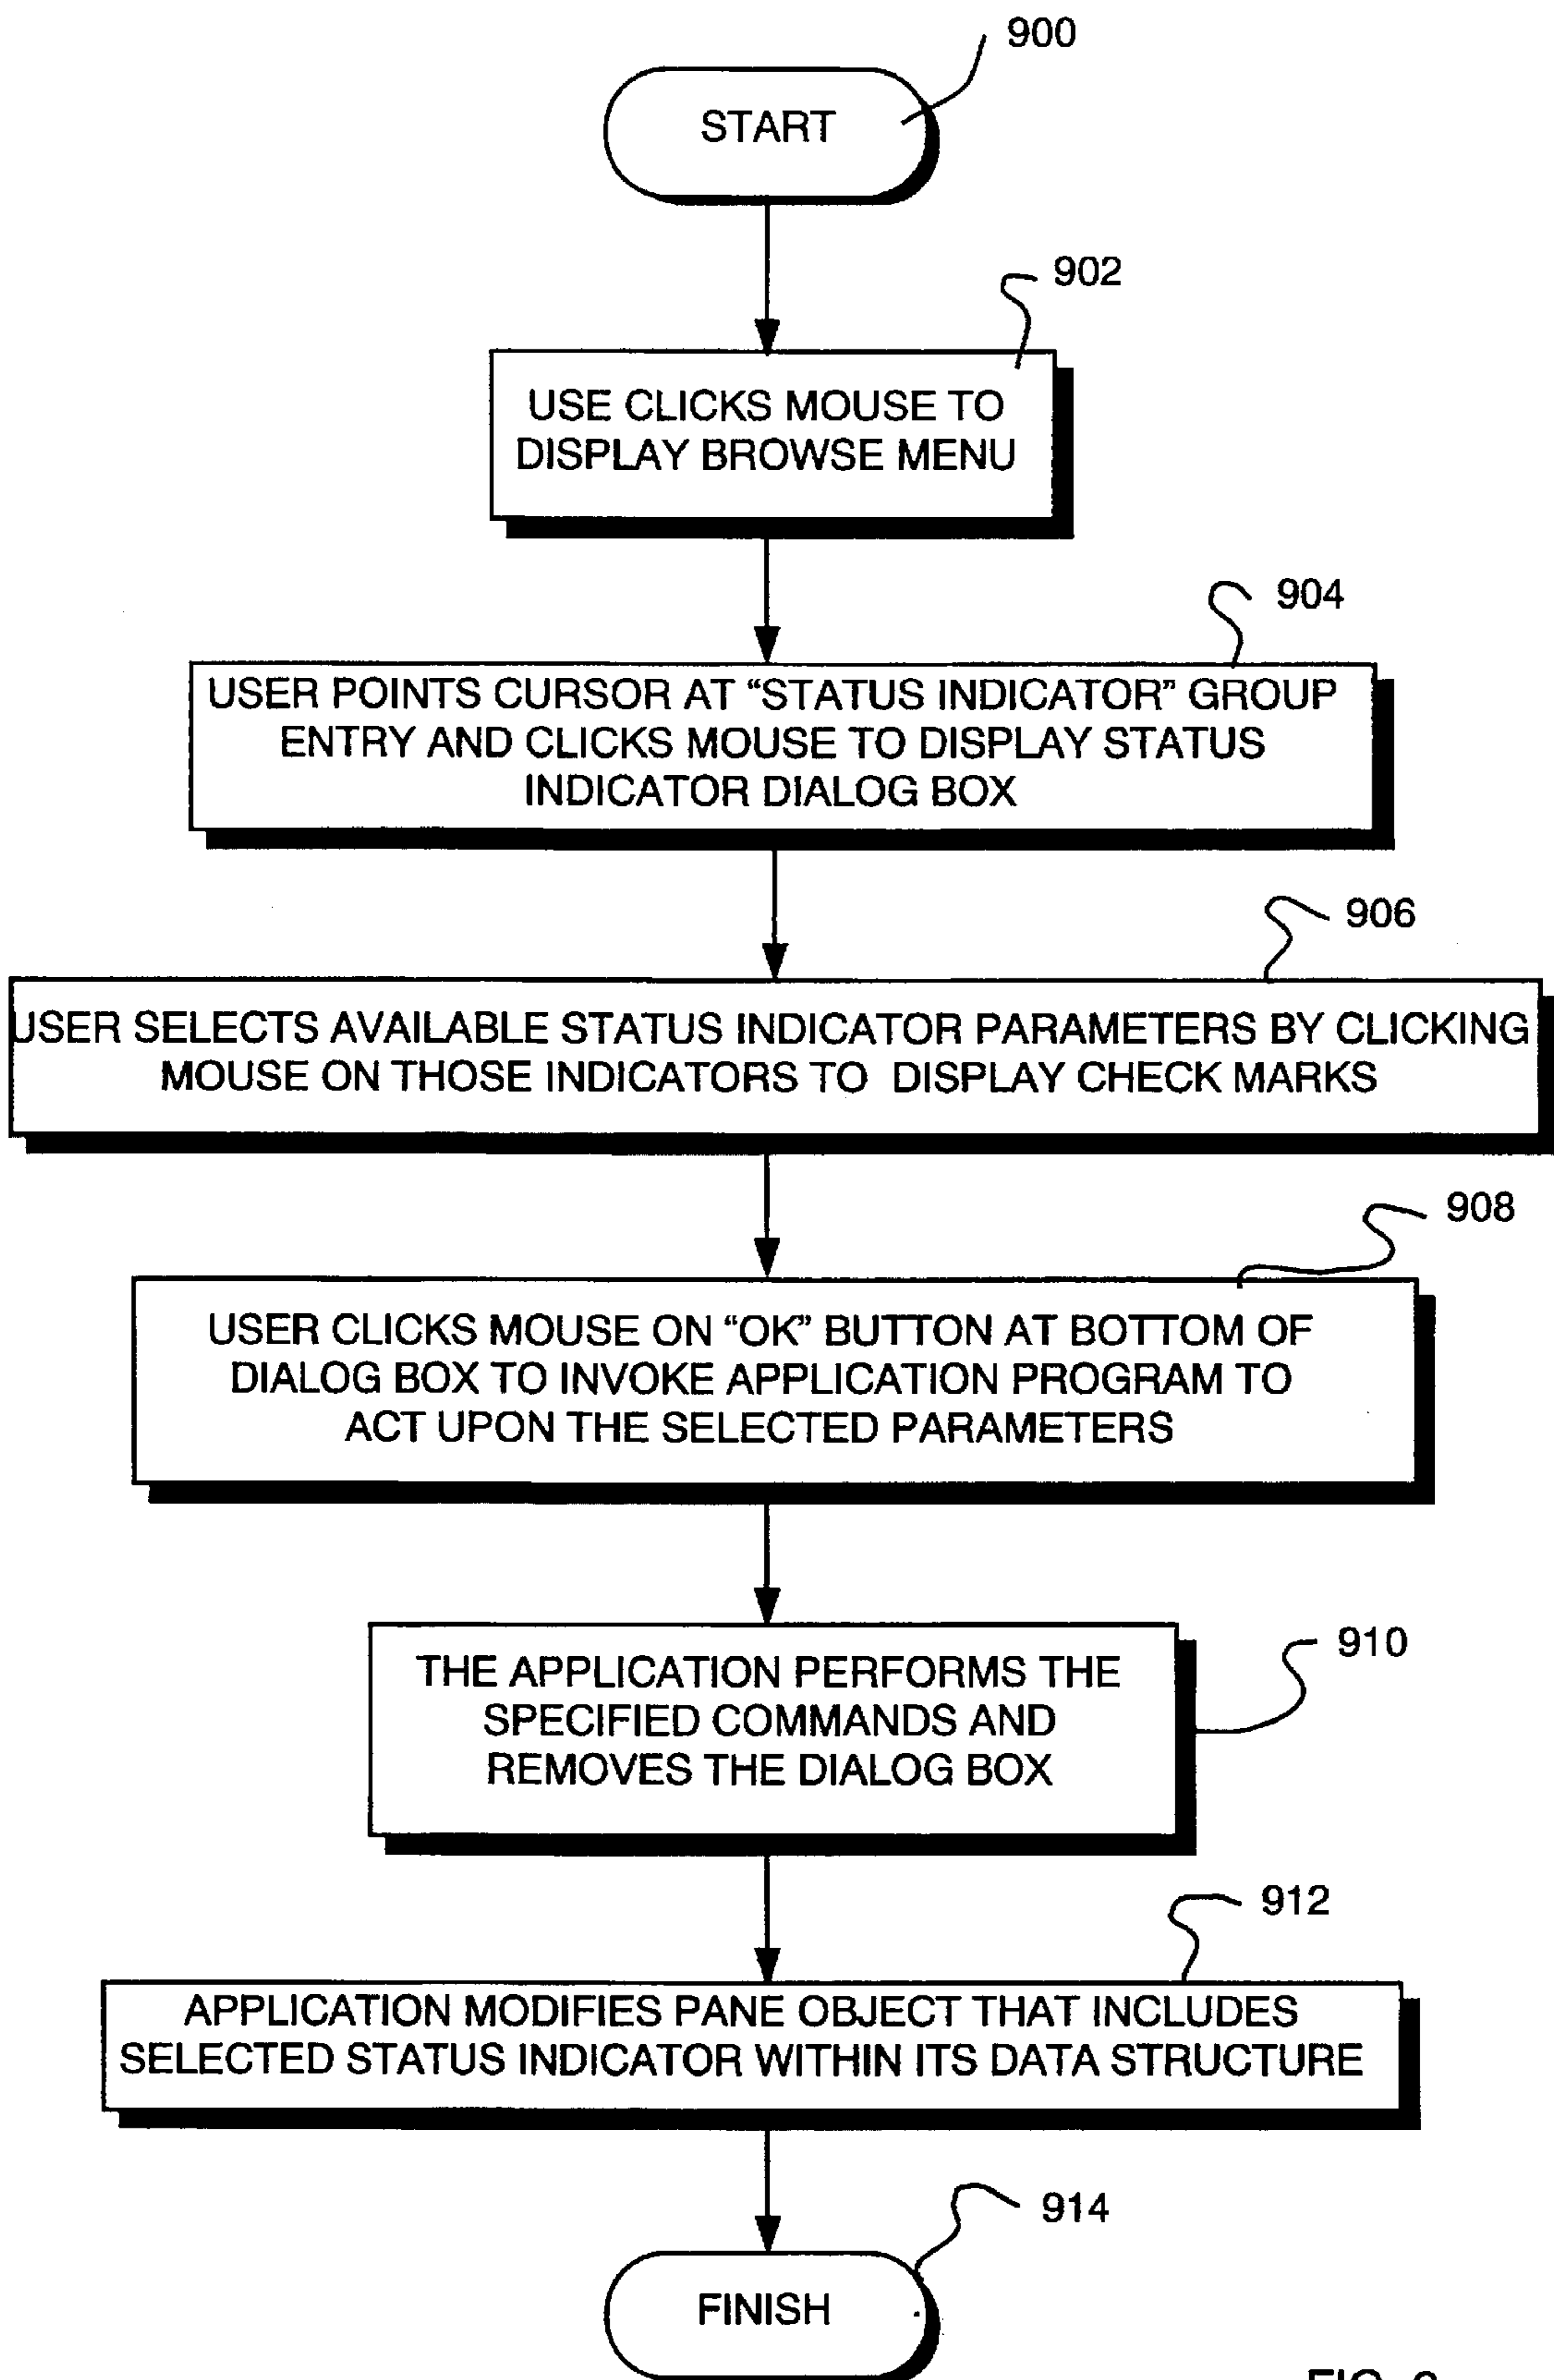 900
START
902
USE CLICKS MOUSE TO
DISPLAY BROWSE MENU
904
USER POINTS CURSOR AT “STATUS INDICATOR” GROUP
ENTRY AND CLICKS MOUSE TO DISPLAY STATUS
INDICATOR DIALOG BOX
906
USER SELECTS AVAILABLE STATUS INDICATOR PARAMETERS BY CLICKING
MOUSE ON THOSE INDICATORS TO DISPLAY CHECK MARKS
908
USER CLICKS MOUSE ON “OK” BUTTON AT BOTTOM OF
DIALOG BOX TO INVOKE APPLICATION PROGRAM TO
ACT UPON THE SELECTED PARAMETERS
910
THE APPLICATION PERFORMS THE
SPECIFIED COMMANDS AND
REMOVES THE DIALOG BOX
912
APPLICATION MODIFIES PANE OBJECT THAT INCLUDES
SELECTED STATUS INDICATOR WITHIN ITS DATA STRUCTURE
914
FINISH